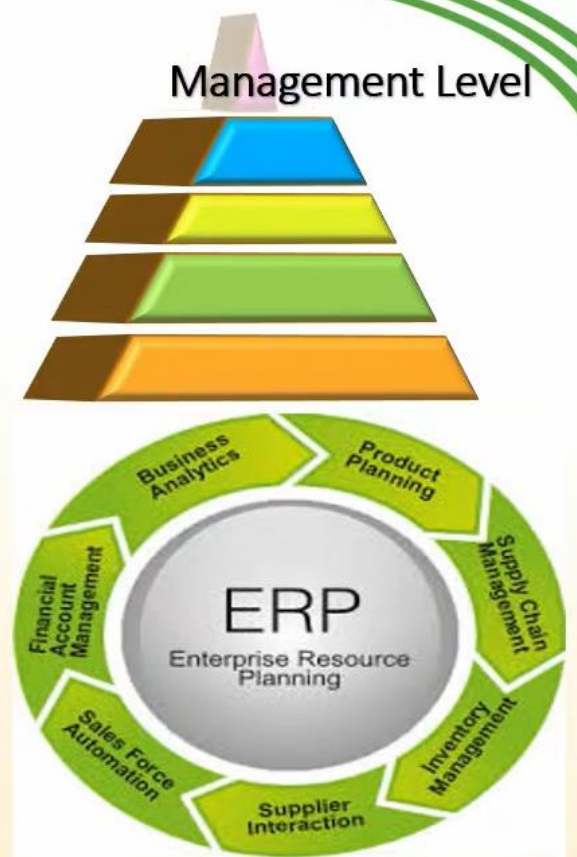 Management Level
Business
Analytics
Product
Planning
Supply Chain
Management
Inventory
Management
Supplier
Interaction
Sales Force
Automation
Financial
Account
Management
ERP
Enterprise Resource
Planning